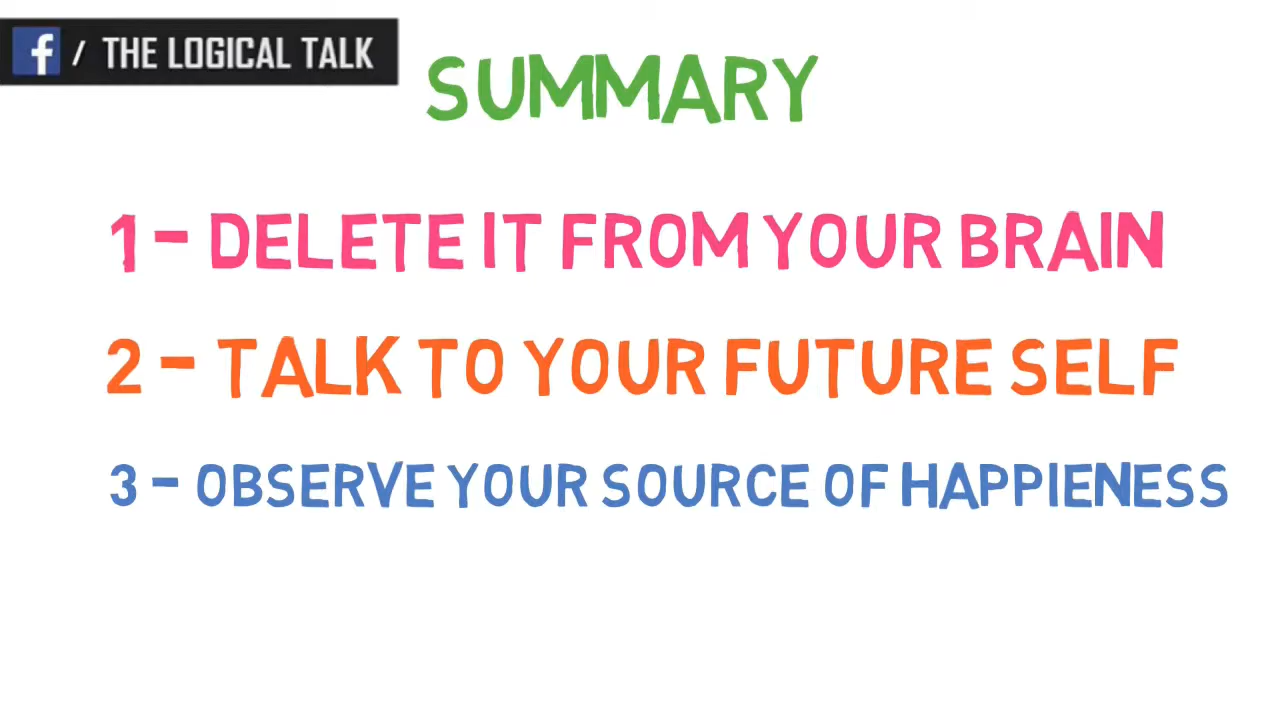 f / THE LOGICAL TALK
SUMMARY
1 - DELETE IT FROM YOUR BRAIN
2 - TALK TO YOUR FUTURE SELF
3 - OBSERVE YOUR SOURCE OF HAPPIENESS